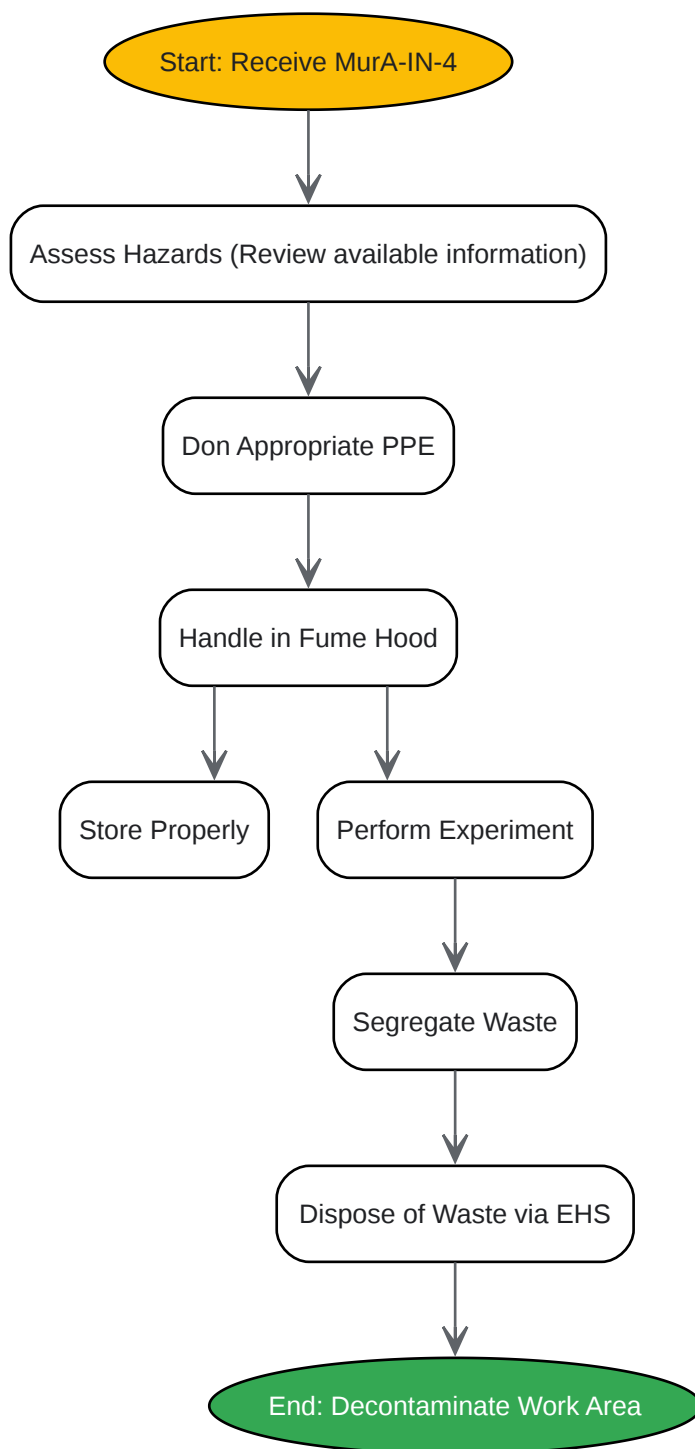 Start: Receive MurA-IN-4
Assess Hazards (Review available information)
Don Appropriate PPE
Handle in Fume Hood
Store Properly
Perform Experiment
Segregate Waste
Dispose of Waste via EHS
End: Decontaminate Work Area